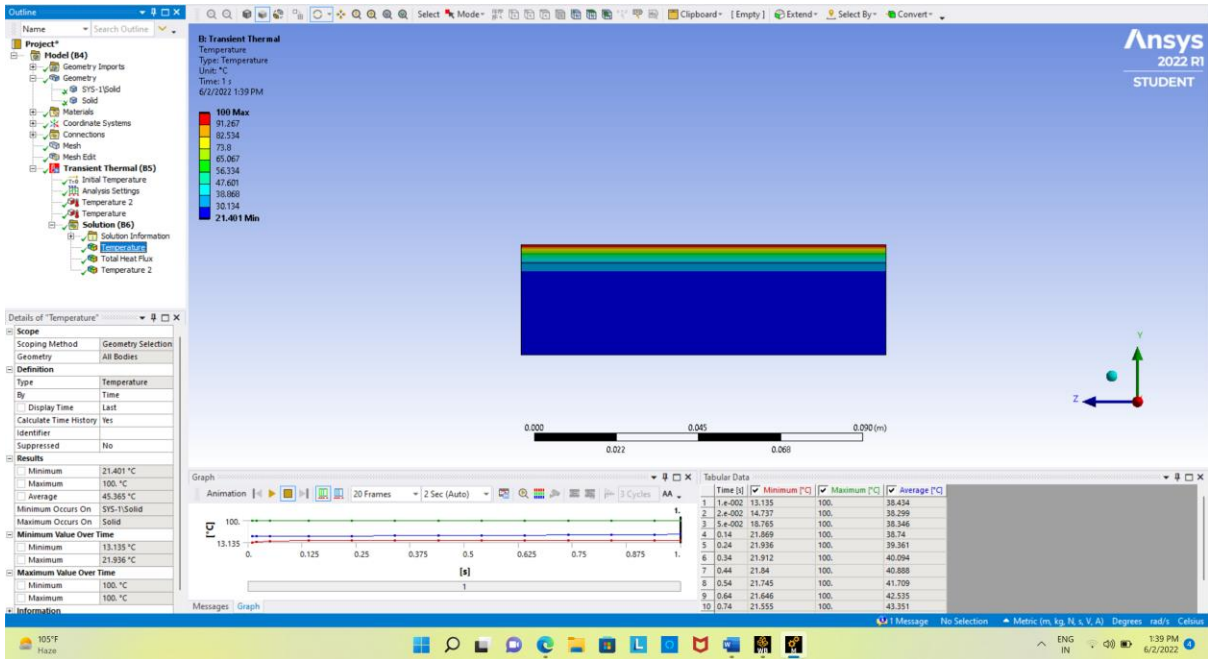 Outline
Name Search Outline
Project*
Model (B4)
Geometry Imports
Geometry
SYS-1\Solid
Solid
Materials
Coordinate Systems
Connections
Mesh
Mesh Edit
Transient Thermal (B5)
Initial Temperature
Analysis Settings
Temperature 2
Temperature
Solution (B6)
Solution Information
Temperature
Total Heat Flux
Temperature 2
Select Mode Clipboard [Empty] Extend Select By Convert
B: Transient Thermal
Temperature
Type: Temperature
Unit: °C
Time: 1 s
6/2/2022 1:39 PM
100 Max
91.267
82.534
73.8
65.067
56.334
47.601
38.868
30.134
21.401 Min
Ansys
2022 R1
STUDENT
Y
Z
0.000 0.045 0.090 (m)
0.022 0.068
Details of "Temperature"
Scope
Scoping Method Geometry Selection
Geometry All Bodies
Definition
Type Temperature
By Time
Display Time Last
Calculate Time History Yes
Identifier
Suppressed No
Results
Minimum 21.401 °C
Maximum 100. °C
Average 45.365 °C
Minimum Occurs On SYS-1\Solid
Maximum Occurs On Solid
Minimum Value Over Time
Minimum 13.135 °C
Maximum 21.936 °C
Maximum Value Over Time
Minimum 100. °C
Maximum 100. °C
Information
Graph
Animation 20 Frames 2 Sec (Auto) 3 Cycles AA
1.
[°C]
100.
13.135
0. 0.125 0.25 0.375 0.5 0.625 0.75 0.875 1.
[s]
1
Messages Graph
Tabular Data
Time [s] Minimum [°C] Maximum [°C] Average [°C]
1 1.e-002 13.135 100. 38.434
2 2.e-002 14.737 100. 38.299
3 5.e-002 18.765 100. 38.346
4 0.14 21.869 100. 38.74
5 0.24 21.936 100. 39.361
6 0.34 21.912 100. 40.094
7 0.44 21.84 100. 40.888
8 0.54 21.745 100. 41.709
9 0.64 21.646 100. 42.535
10 0.74 21.555 100. 43.351
1 Message No Selection Metric (m, kg, N, s, V, A) Degrees rad/s Celsius
105°F
Haze
L
WB
M
ENG
IN
1:39 PM
6/2/2022
4